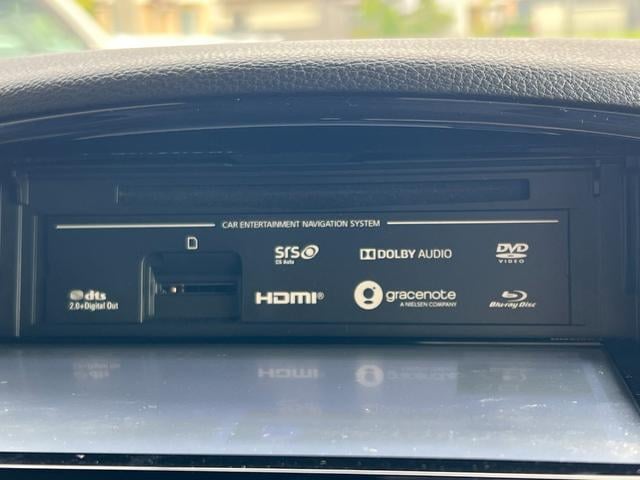 CAR ENTERTAINMENT NAVIGATION SYSTEM
SRS
CS Auto
DOLBY AUDIO
DVD
VIDEO
dts
2.0+Digital Out
HDMI®
gracenote
A NIELSEN COMPANY
Blu-ray Disc